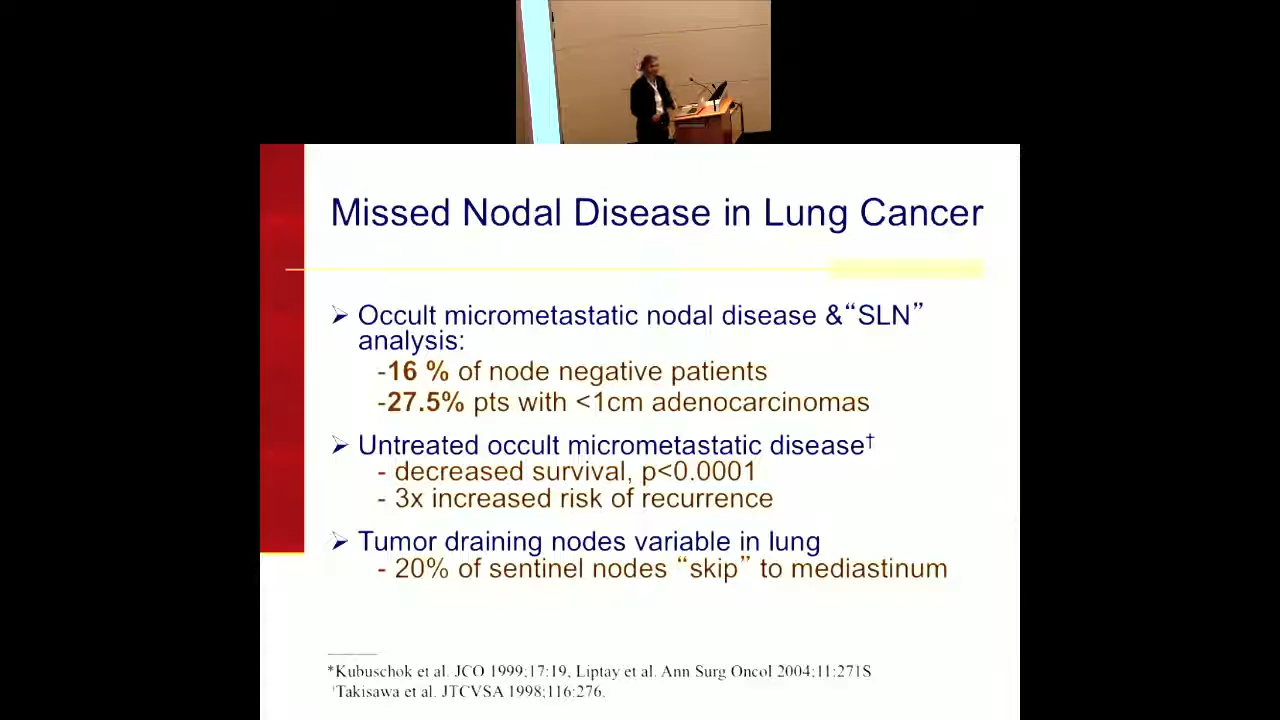 Missed Nodal Disease in Lung Cancer
➢ Occult micrometastatic nodal disease &“SLN”
analysis:
-16 % of node negative patients
-27.5% pts with <1cm adenocarcinomas
➢ Untreated occult micrometastatic disease†
- decreased survival, p<0.0001
- 3x increased risk of recurrence
➢ Tumor draining nodes variable in lung
- 20% of sentinel nodes “skip” to mediastinum
*Kubuschok et al. JCO 1999;17:19, Liptay et al. Ann Surg Oncol 2004;11:271S
†Takisawa et al. JTCVSA 1998;116:276.